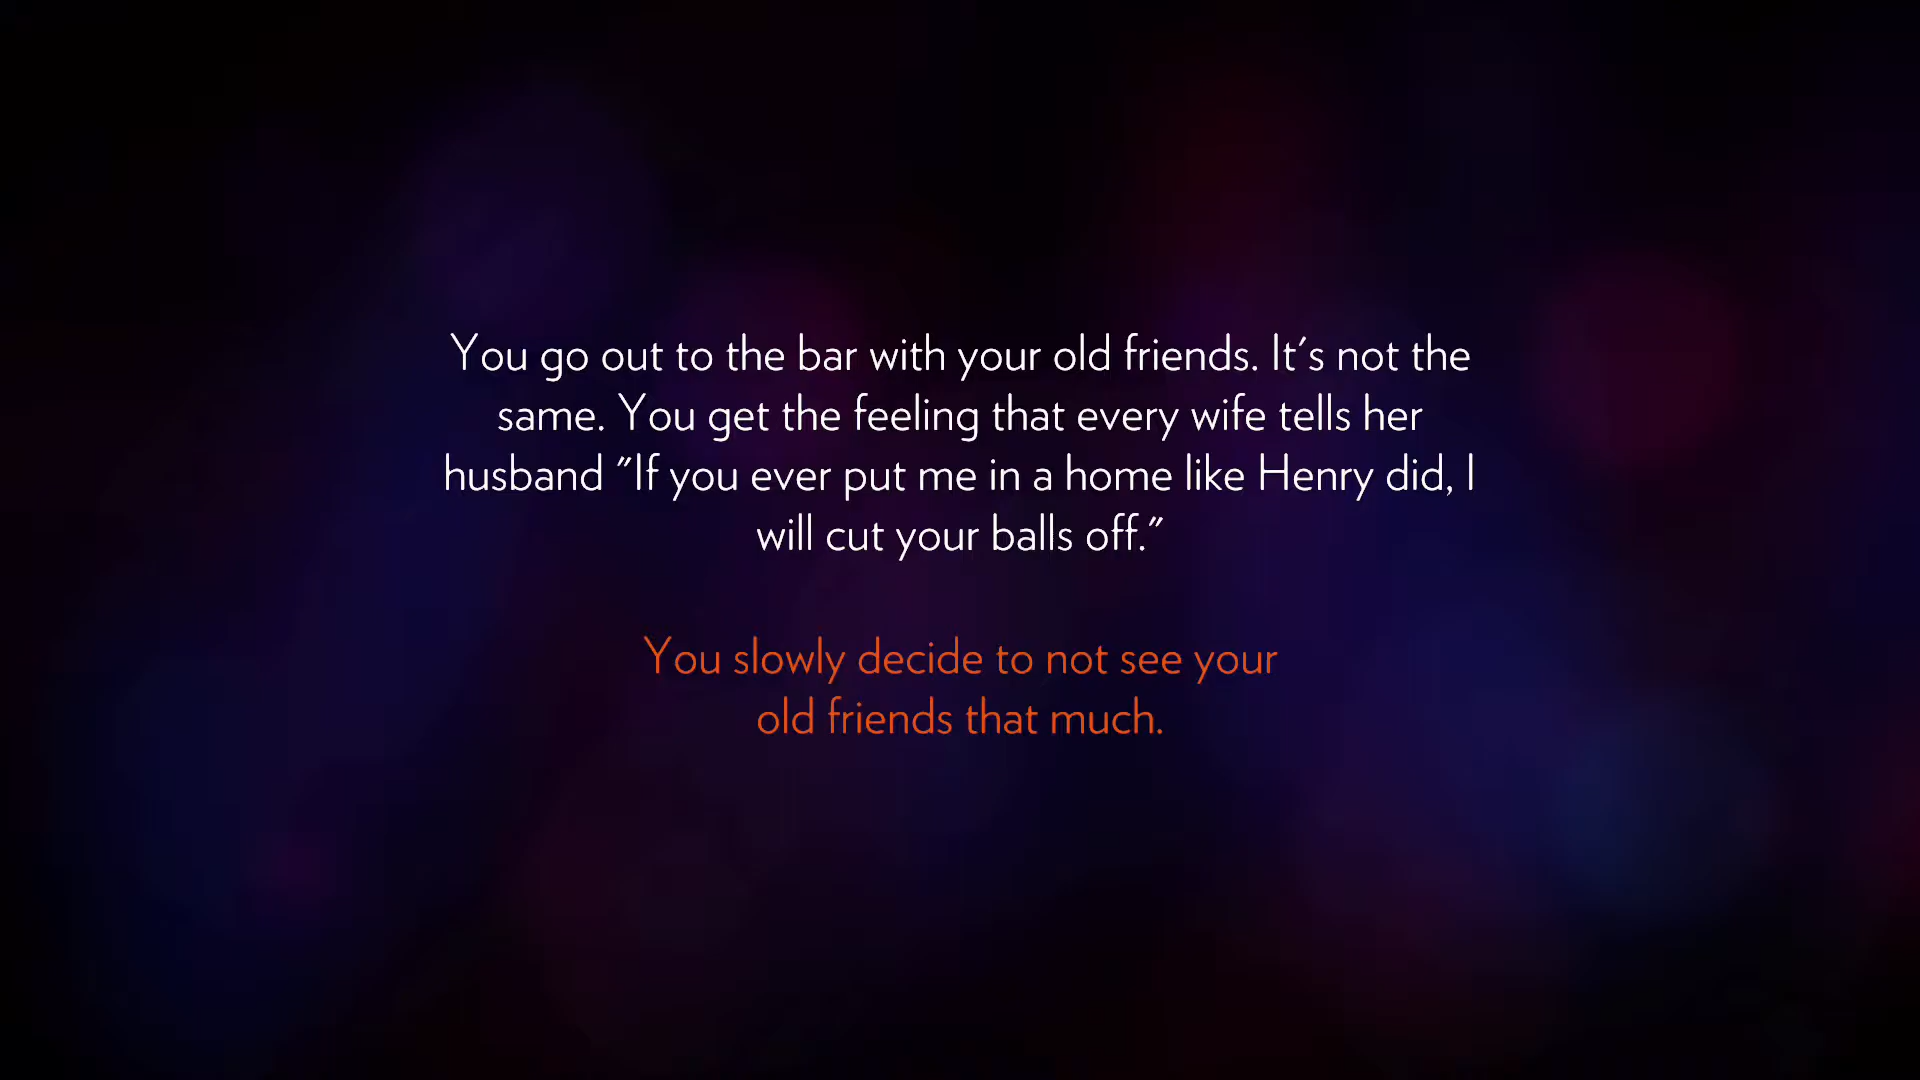 You go out to the bar with your old friends. It's not the
same. You get the feeling that every wife tells her
husband "If you ever put me in a home like Henry did, I
will cut your balls off."
You slowly decide to not see your
old friends that much.